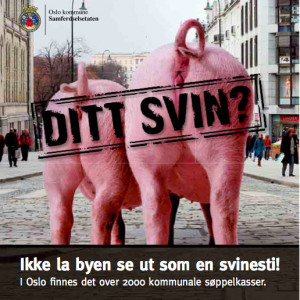 Oslo kommune
Samferdselsetaten
DITT SVIN?
Ikke la byen se ut som en svinesti!
I Oslo finnes det over 2000 kommunale søppelkasser.